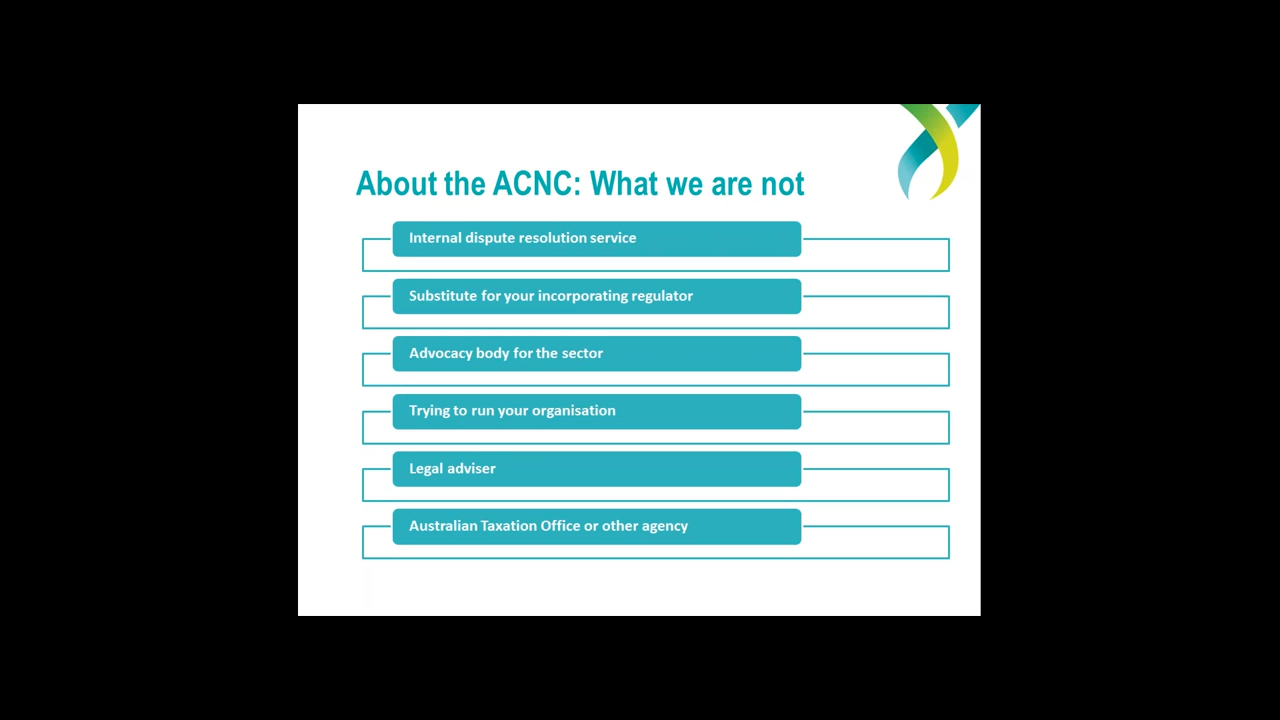 About the ACNC: What we are not
Internal dispute resolution service
Substitute for your incorporating regulator
Advocacy body for the sector
Trying to run your organisation
Legal adviser
Australian Taxation Office or other agency